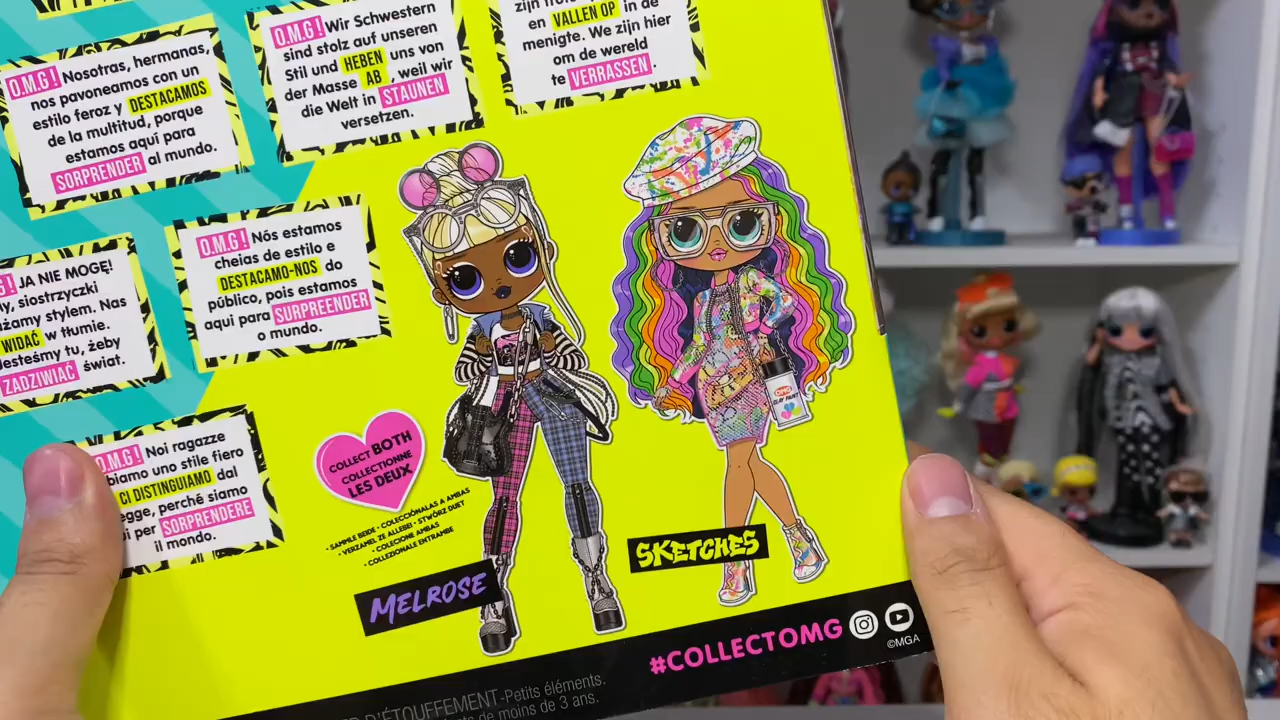 O.M.G! Nosotras, hermanas,
nos pavoneamos con un
estilo feroz y DESTACAMOS
de la multitud, porque
estamos aquí para
SORPRENDER al mundo.
O.M.G! Wir Schwestern
sind stolz auf unseren
Stil und HEBEN uns von
der Masse AB, weil wir
die Welt in STAUNEN
versetzen.
en VALLEN OP in de
menigte. We zijn hier
om de wereld
te VERRASSEN.
JA NIE MOGĘ!
siostrzyczki
stylem. Nas
WIDAĆ w tłumie.
Jesteśmy tu, żeby
ZADZIWIAĆ świat.
O.M.G! Nós estamos
cheias de estilo e
DESTACAMO-NOS do
público, pois estamos
aqui para SURPREENDER
o mundo.
O.M.G! Noi ragazze
uno stile fiero
CI DISTINGUIAMO dal
perché siamo
per SORPRENDERE
il mondo.
COLLECT BOTH
COLLECTIONNE
LES DEUX
• SAMMLE BEIDE • COLECCIÓNALAS A AMBAS
• VERZAMEL ZE ALLEBEI • STWÓRZ DUET
• COLECIONE AMBAS
• COLLEZIONALE ENTRAMBE
MELROSE
OMG
CLAY PAINT
SKETCHES
#COLLECTOMG
©MGA
D'ÉTOUFFEMENT-Petits éléments.
de moins de 3 ans.